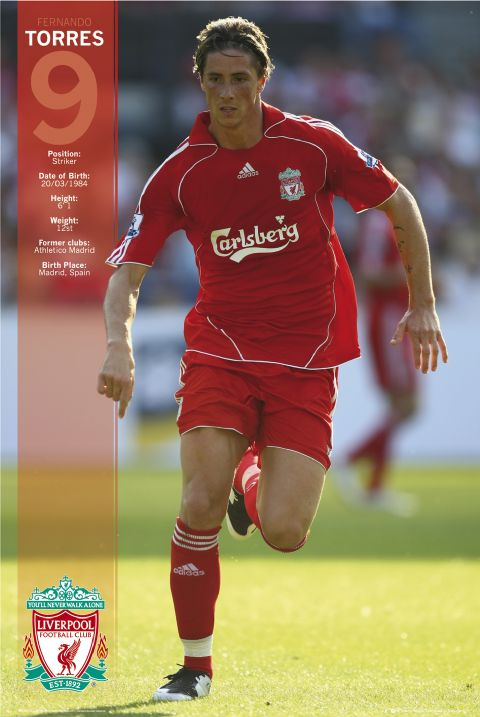 FERNANDO
TORRES
9
Position:
Striker
Date of Birth:
20/03/1984
Height:
6' 1
Weight:
12st
Former clubs:
Athletico Madrid
Birth Place:
Madrid, Spain
adidas
Carlsberg
YOU'LL NEVER WALK ALONE
LIVERPOOL
FOOTBALL CLUB
EST·1892